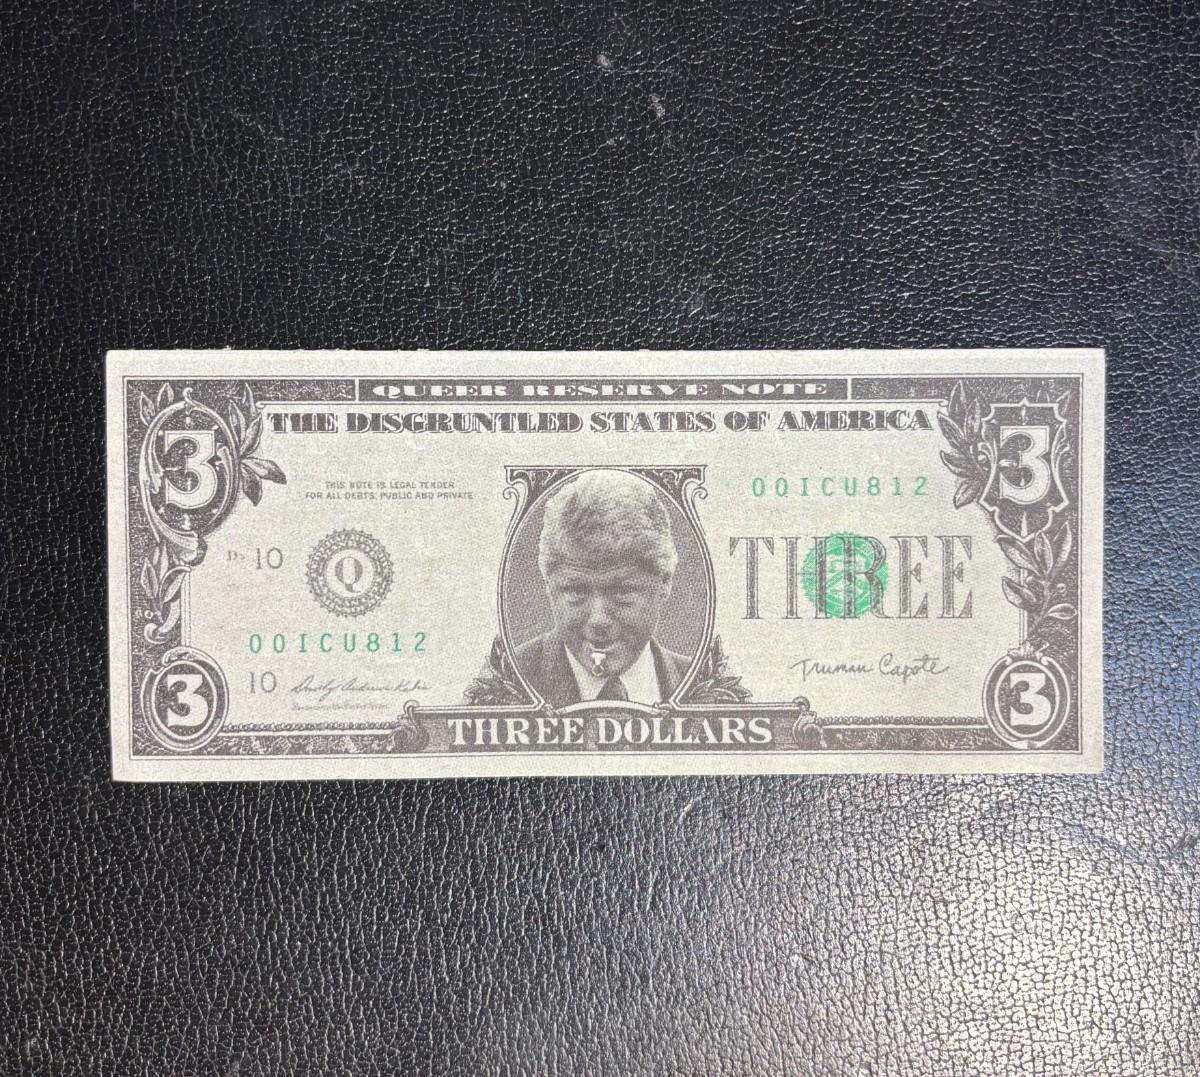 QUEER RESERVE NOTE
THE DISGRUNTLED STATES OF AMERICA
3
3
THIS NOTE IS LEGAL TENDER
FOR ALL DEBTS, PUBLIC AND PRIVATE
00ICU812
10
Q
THREE
00ICU812
10
Truman Capote
3
THREE DOLLARS
3